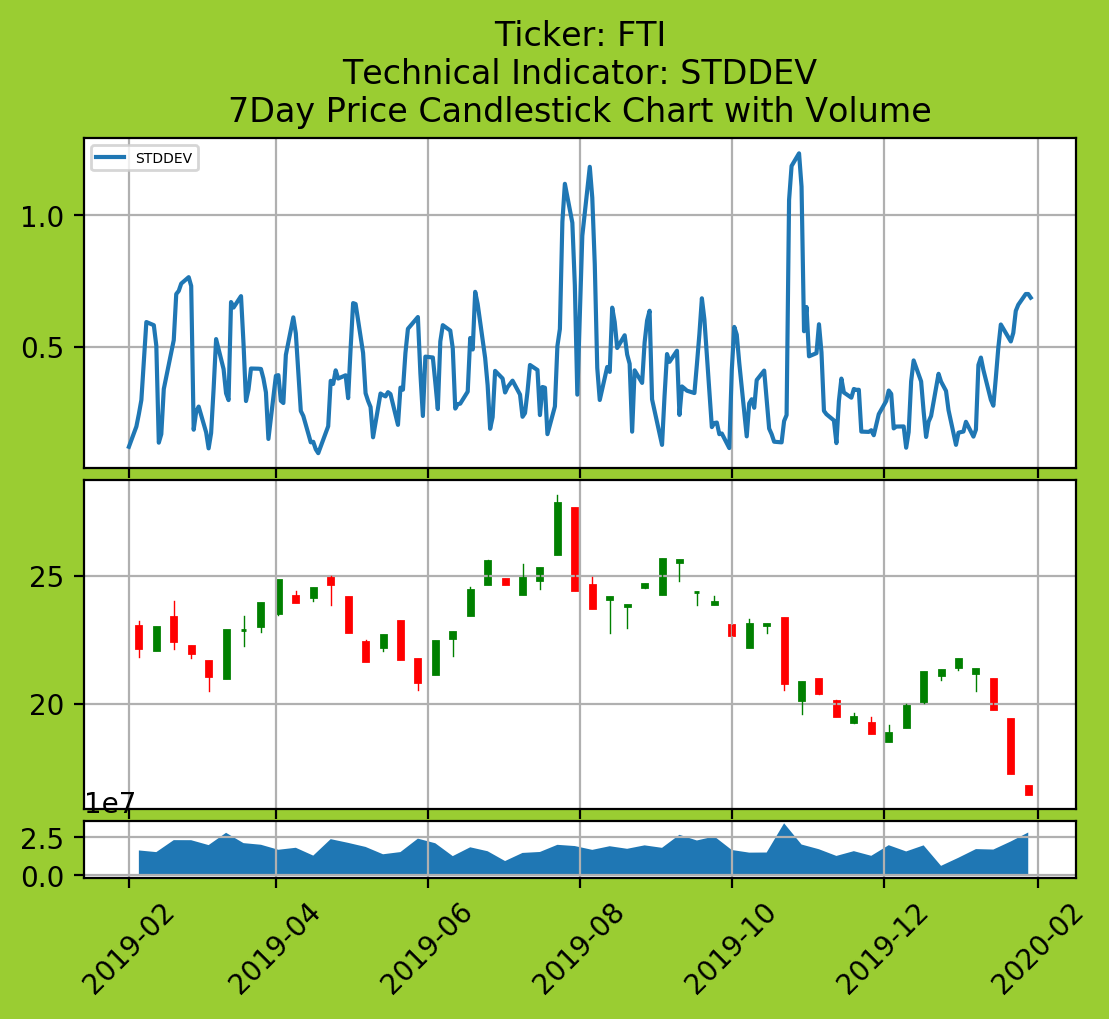 Ticker: FTI
Technical Indicator: STDDEV
7Day Price Candlestick Chart with Volume
STDDEV
1.0
0.5
25
20
1e7
2.5
0.0
2019-02
2019-04
2019-06
2019-08
2019-10
2019-12
2020-02